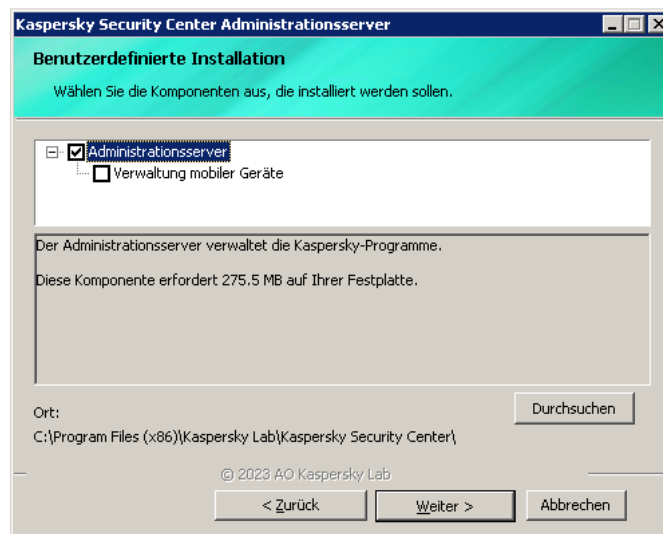 Kaspersky Security Center Administrationsserver
Benutzerdefinierte Installation
Wählen Sie die Komponenten aus, die installiert werden sollen.
Administrationsserver
Verwaltung mobiler Geräte
Der Administrationsserver verwaltet die Kaspersky-Programme.
Diese Komponente erfordert 275.5 MB auf Ihrer Festplatte.
Durchsuchen
Ort:
C:\Program Files (x86)\Kaspersky Lab\Kaspersky Security Center\
© 2023 AO Kaspersky Lab
< Zurück Weiter > Abbrechen